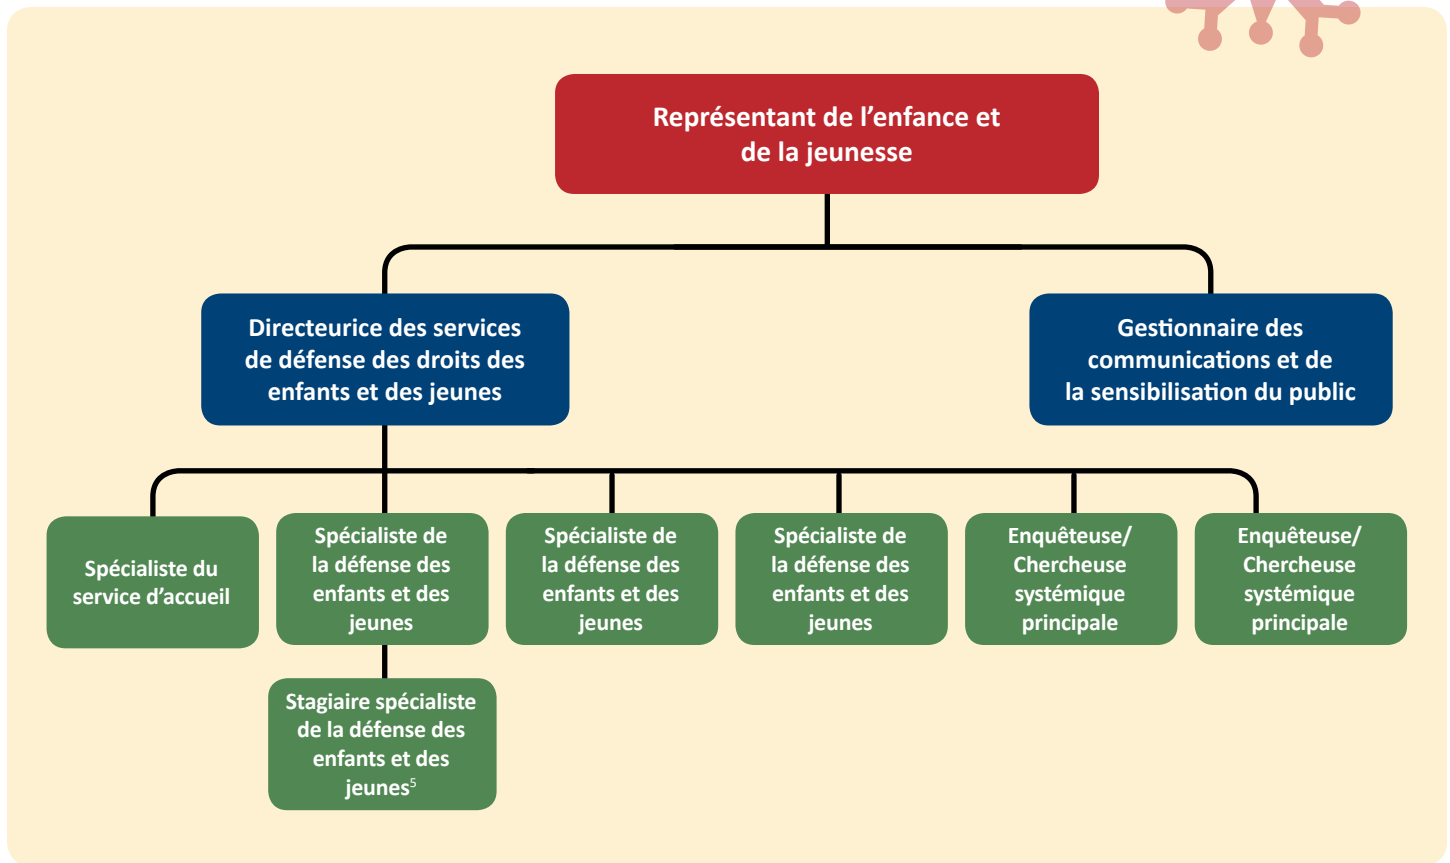 Représentant de l’enfance et
de la jeunesse
Directeurice des services
de défense des droits des
enfants et des jeunes
Gestionnaire des
communications et de
la sensibilisation du public
Spécialiste du
service d’accueil
Spécialiste de
la défense des
enfants et des
jeunes
Spécialiste de
la défense des
enfants et des
jeunes
Spécialiste de
la défense des
enfants et des
jeunes
Enquêteuse/
Chercheuse
systémique
principale
Enquêteuse/
Chercheuse
systémique
principale
Stagiaire spécialiste
de la défense des
enfants et des
jeunes⁵